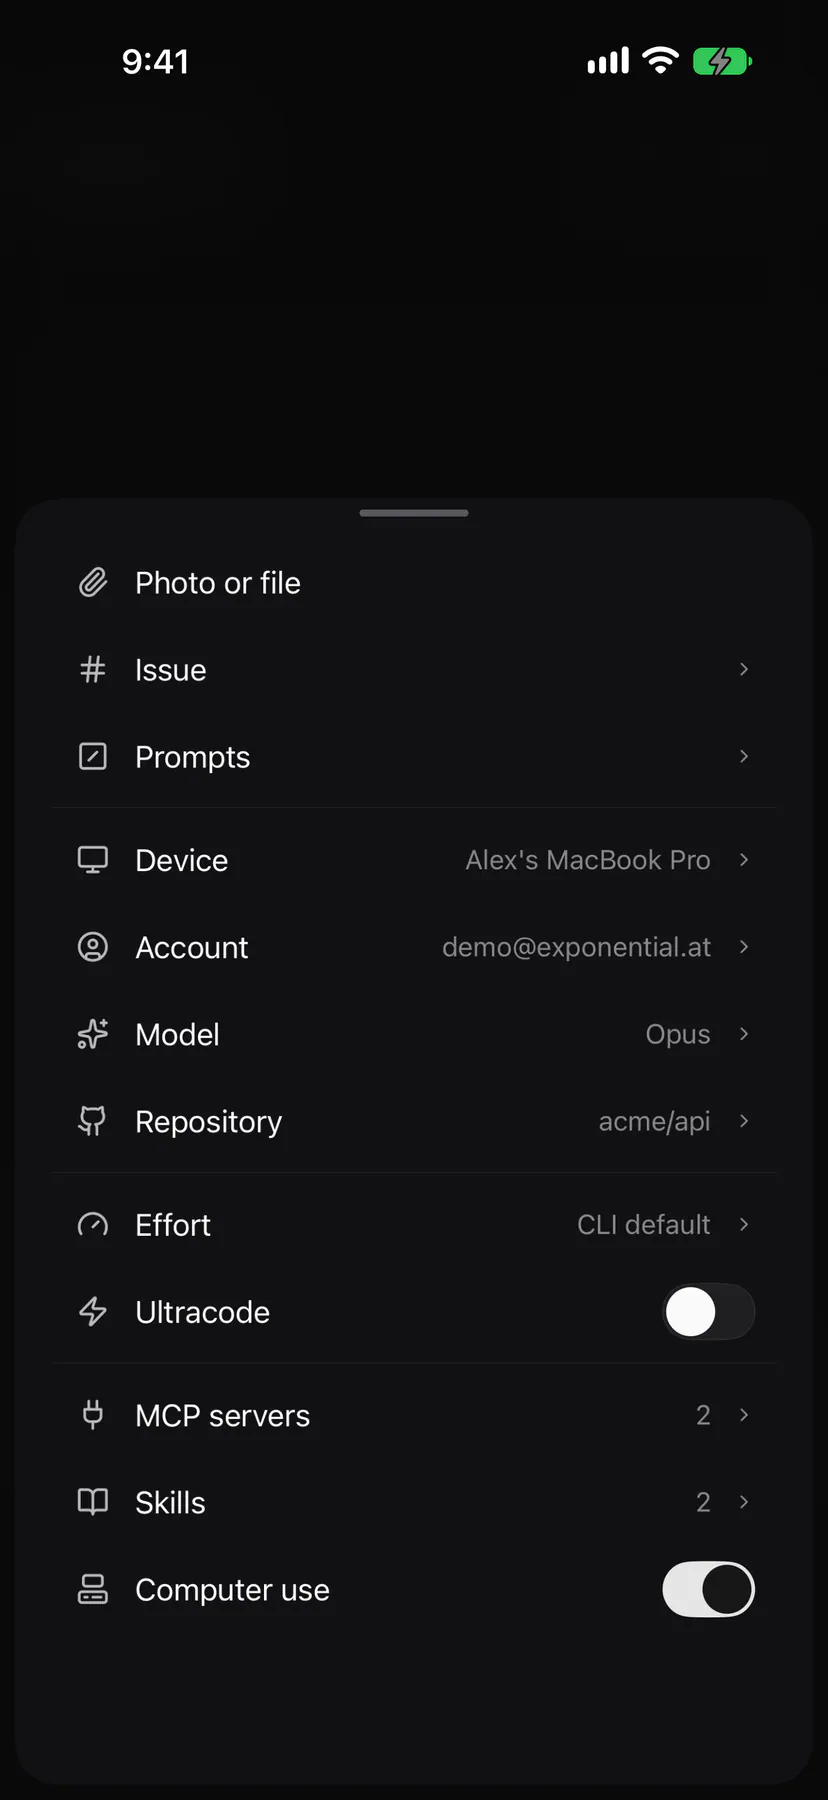 9:41
Photo or file
Issue
Prompts
Device Alex's MacBook Pro
Account demo@exponential.at
Model Opus
Repository acme/api
Effort CLI default
Ultracode
MCP servers 2
Skills 2
Computer use